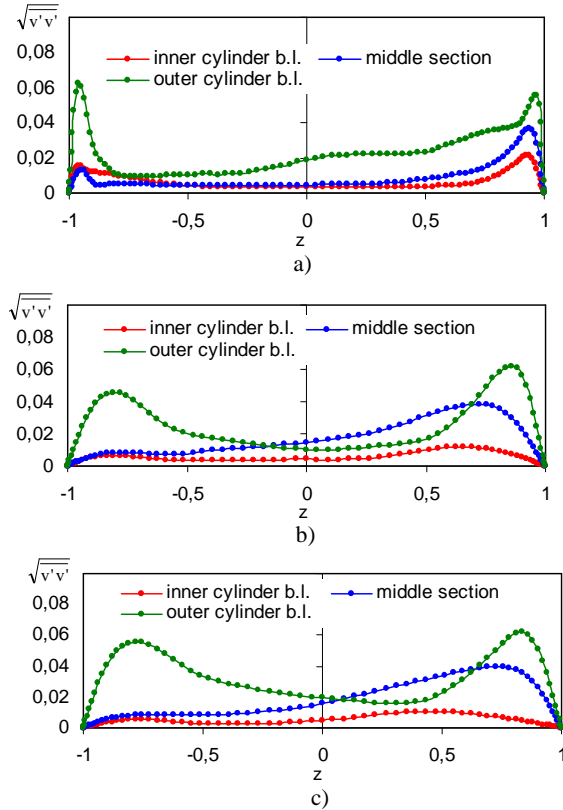 √v'v'
0,08
inner cylinder b.l.
middle section
outer cylinder b.l.
0,06
0,04
0,02
0
-1
-0,5
0
0,5
1
z
a)
√v'v'
0,08
inner cylinder b.l.
middle section
outer cylinder b.l.
0,06
0,04
0,02
0
-1
-0,5
0
0,5
1
z
b)
√v'v'
0,08
inner cylinder b.l.
middle section
outer cylinder b.l.
0,06
0,04
0,02
0
-1
-0,5
0
0,5
1
z
c)